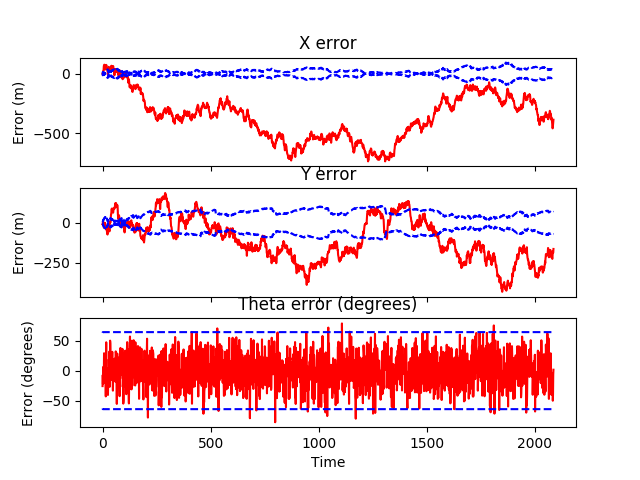 X error
Error (m)
0
−500
Y error
Error (m)
0
−250
Theta error (degrees)
Error (degrees)
50
0
−50
0
500
1000
1500
2000
Time